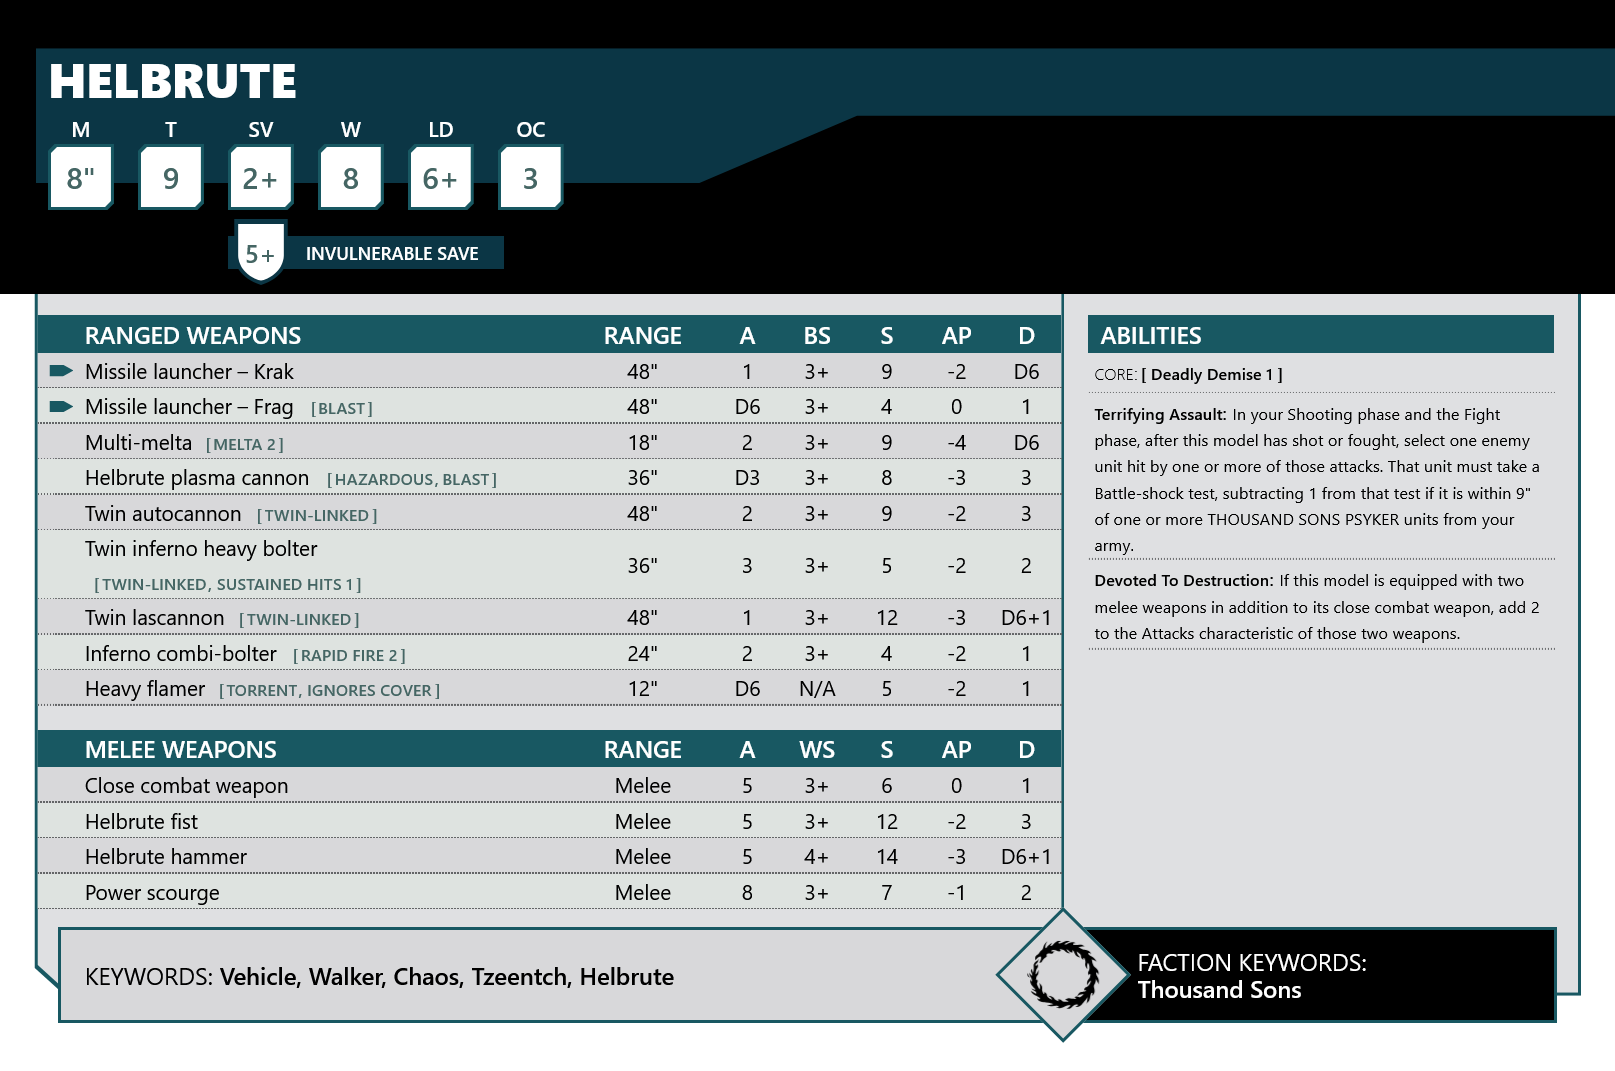 HELBRUTE
M T SV W LD OC
8" 9 2+ 8 6+ 3
5+ INVULNERABLE SAVE
RANGED WEAPONS RANGE A BS S AP D
Missile launcher – Krak 48" 1 3+ 9 -2 D6
Missile launcher – Frag [BLAST] 48" D6 3+ 4 0 1
Multi-melta [MELTA 2] 18" 2 3+ 9 -4 D6
Helbrute plasma cannon [HAZARDOUS, BLAST] 36" D3 3+ 8 -3 3
Twin autocannon [TWIN-LINKED] 48" 2 3+ 9 -2 3
Twin inferno heavy bolter
[TWIN-LINKED, SUSTAINED HITS 1] 36" 3 3+ 5 -2 2
Twin lascannon [TWIN-LINKED] 48" 1 3+ 12 -3 D6+1
Inferno combi-bolter [RAPID FIRE 2] 24" 2 3+ 4 -2 1
Heavy flamer [TORRENT, IGNORES COVER] 12" D6 N/A 5 -2 1
MELEE WEAPONS RANGE A WS S AP D
Close combat weapon Melee 5 3+ 6 0 1
Helbrute fist Melee 5 3+ 12 -2 3
Helbrute hammer Melee 5 4+ 14 -3 D6+1
Power scourge Melee 8 3+ 7 -1 2
ABILITIES
CORE: [ Deadly Demise 1 ]
Terrifying Assault: In your Shooting phase and the Fight
phase, after this model has shot or fought, select one enemy
unit hit by one or more of those attacks. That unit must take a
Battle-shock test, subtracting 1 from that test if it is within 9"
of one or more THOUSAND SONS PSYKER units from your
army.
Devoted To Destruction: If this model is equipped with two
melee weapons in addition to its close combat weapon, add 2
to the Attacks characteristic of those two weapons.
KEYWORDS: Vehicle, Walker, Chaos, Tzeentch, Helbrute
FACTION KEYWORDS:
Thousand Sons